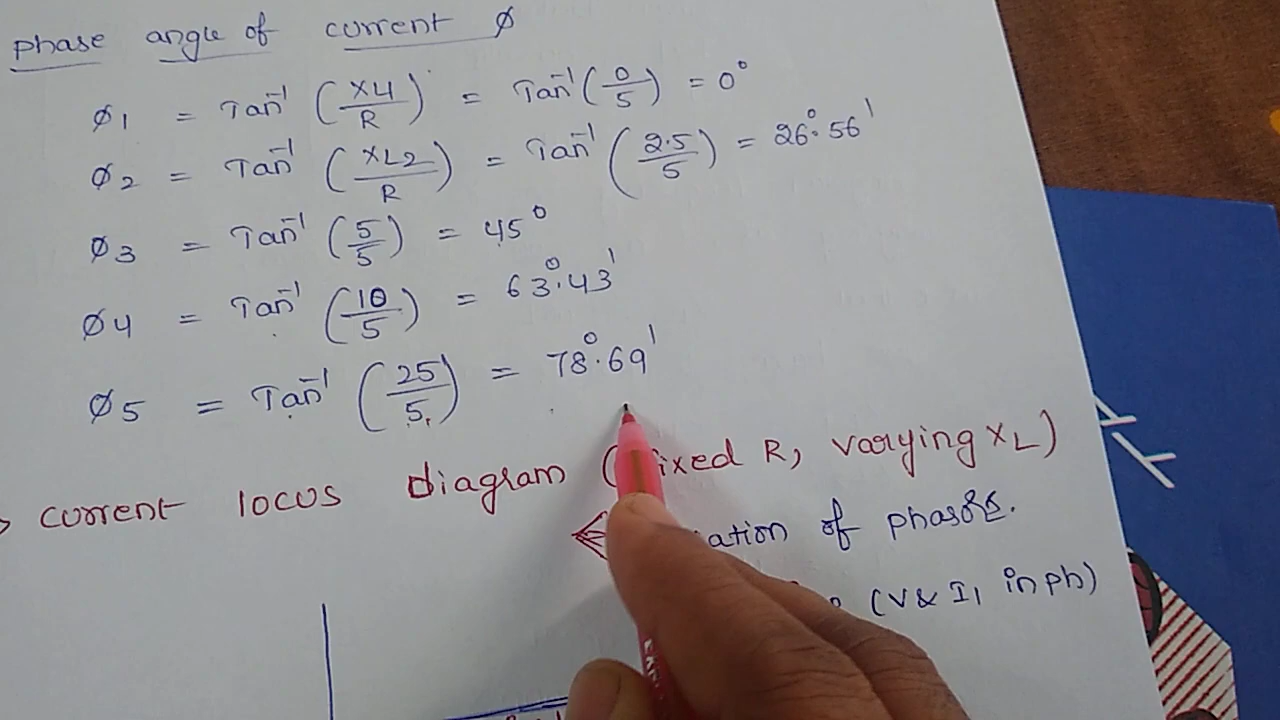 phase angle of current φ
φ1 = Tan⁻¹ (XL1/R) = Tan⁻¹ (0/5) = 0°
φ2 = Tan⁻¹ (XL2/R) = Tan⁻¹ (2.5/5) = 26°.56'
φ3 = Tan⁻¹ (5/5) = 45°
φ4 = Tan⁻¹ (10/5) = 63°.43'
φ5 = Tan⁻¹ (25/5) = 78°.69'
current locus diagram (fixed R, varying XL)
of phasors.
(V & I1 in ph)